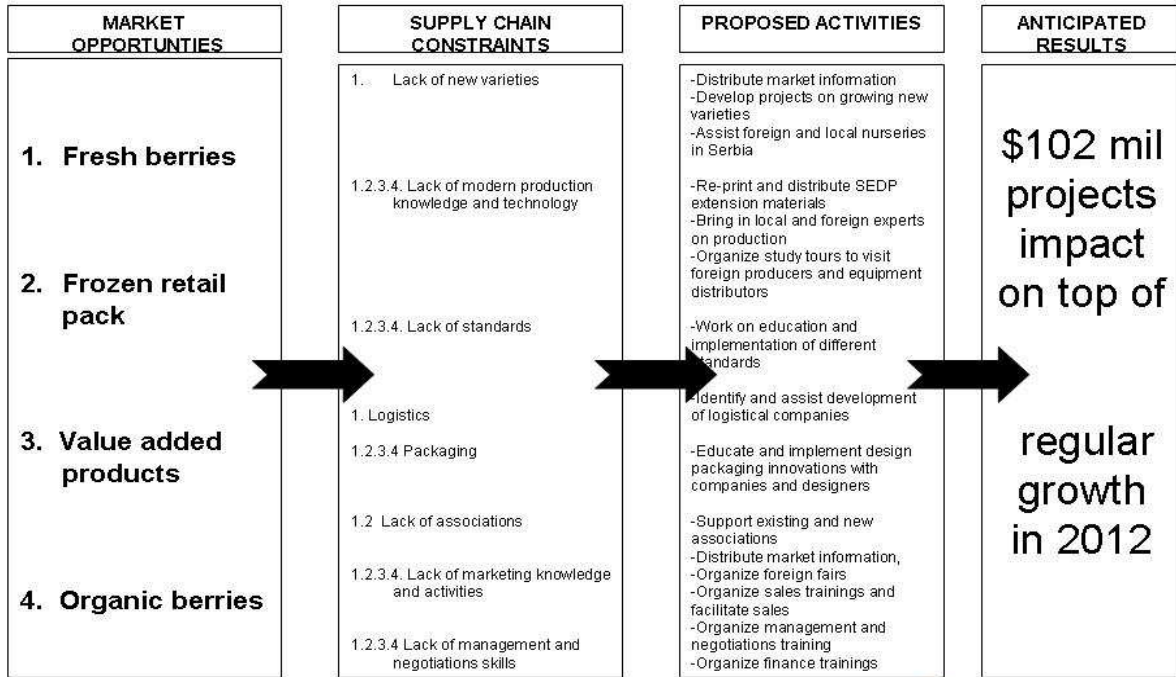 MARKET
OPPORTUNTIES
1. Fresh berries
2. Frozen retail
pack
3. Value added
products
4. Organic berries
SUPPLY CHAIN
CONSTRAINTS
1. Lack of new varieties
1.2.3.4. Lack of modern production
knowledge and technology
1.2.3.4. Lack of standards
1. Logistics
1.2.3.4 Packaging
1.2 Lack of associations
1.2.3.4. Lack of marketing knowledge
and activities
1.2.3.4 Lack of management and
negotiations skills
PROPOSED ACTIVITIES
-Distribute market information
-Develop projects on growing new
varieties
-Assist foreign and local nurseries
in Serbia
-Re-print and distribute SEDP
extension materials
-Bring in local and foreign experts
on production
-Organize study tours to visit
foreign producers and equipment
distributors
-Work on education and
implementation of different
standards
-Identify and assist development
of logistical companies
-Educate and implement design
packaging innovations with
companies and designers
-Support existing and new
associations
-Distribute market information,
-Organize foreign fairs
-Organize sales trainings and
facilitate sales
-Organize management and
negotiations training
-Organize finance trainings
ANTICIPATED
RESULTS
$102 mil
projects
impact
on top of
regular
growth
in 2012